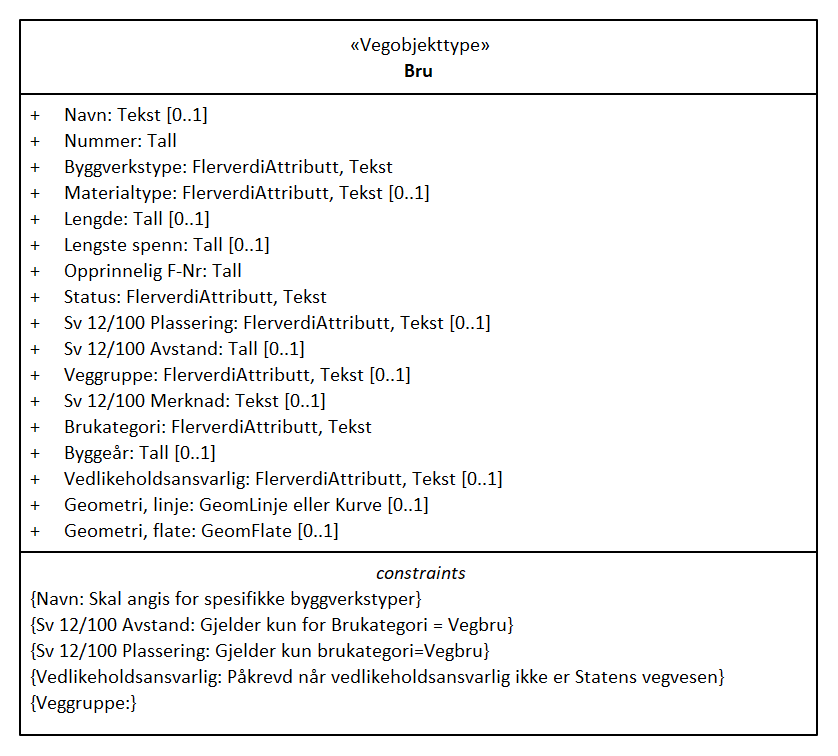 «Vegobjekttype»
Bru
+ Navn: Tekst [0..1]
+ Nummer: Tall
+ Byggverkstype: FlerverdiAttributt, Tekst
+ Materialtype: FlerverdiAttributt, Tekst [0..1]
+ Lengde: Tall [0..1]
+ Lengste spenn: Tall [0..1]
+ Opprinnelig F-Nr: Tall
+ Status: FlerverdiAttributt, Tekst
+ Sv 12/100 Plassering: FlerverdiAttributt, Tekst [0..1]
+ Sv 12/100 Avstand: Tall [0..1]
+ Veggruppe: FlerverdiAttributt, Tekst [0..1]
+ Sv 12/100 Merknad: Tekst [0..1]
+ Brukategori: FlerverdiAttributt, Tekst
+ Byggeår: Tall [0..1]
+ Vedlikeholdsansvarlig: FlerverdiAttributt, Tekst [0..1]
+ Geometri, linje: GeomLinje eller Kurve [0..1]
+ Geometri, flate: GeomFlate [0..1]
constraints
{Navn: Skal angis for spesifikke byggverkstyper}
{Sv 12/100 Avstand: Gjelder kun for Brukategori = Vegbru}
{Sv 12/100 Plassering: Gjelder kun brukategori=Vegbru}
{Vedlikeholdsansvarlig: Påkrevd når vedlikeholdsansvarlig ikke er Statens vegvesen}
{Veggruppe:}